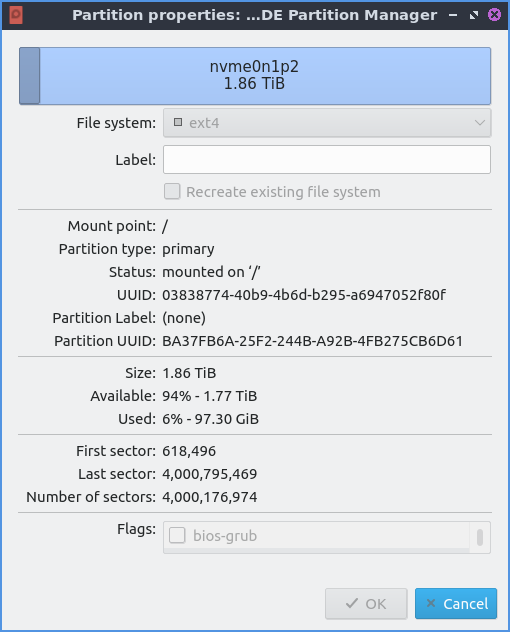 Partition properties: ...DE Partition Manager
nvme0n1p2
1.86 TiB
File system: ext4
Label:
Recreate existing file system
Mount point: /
Partition type: primary
Status: mounted on ‘/’
UUID: 03838774-40b9-4b6d-b295-a6947052f80f
Partition Label: (none)
Partition UUID: BA37FB6A-25F2-244B-A92B-4FB275CB6D61
Size: 1.86 TiB
Available: 94% - 1.77 TiB
Used: 6% - 97.30 GiB
First sector: 618,496
Last sector: 4,000,795,469
Number of sectors: 4,000,176,974
Flags: bios-grub
OK Cancel